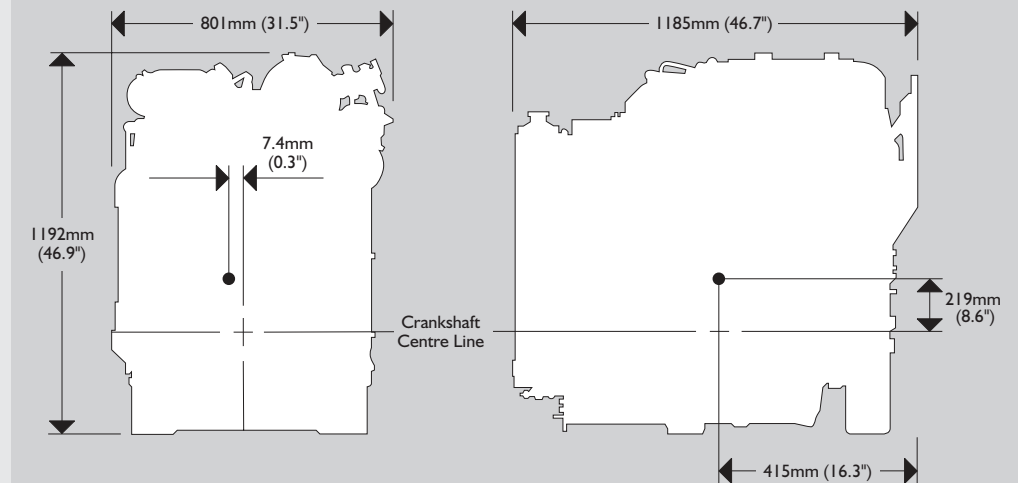 801mm (31.5")
1185mm (46.7")
7.4mm
(0.3")
1192mm
(46.9")
219mm
(8.6")
Crankshaft
Centre Line
415mm (16.3")